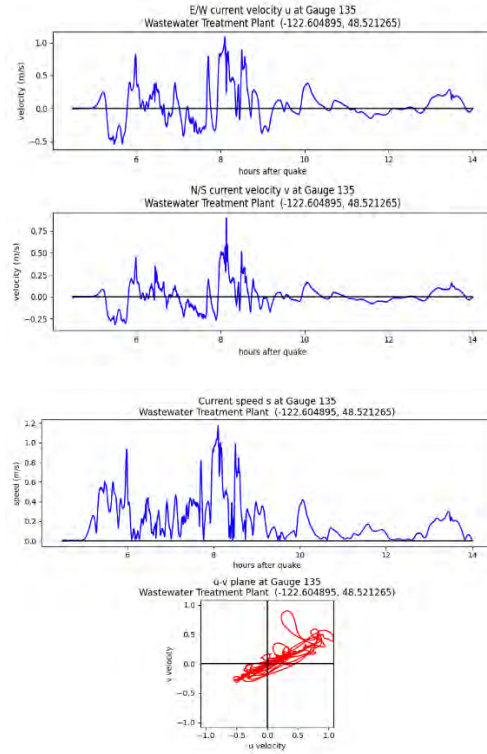 E/W current velocity u at Gauge 135
Wastewater Treatment Plant (-122.604895, 48.521265)
1.0
0.5
0.0
−0.5
velocity (m/s)
6 8 10 12 14
hours after quake
N/S current velocity v at Gauge 135
Wastewater Treatment Plant (-122.604895, 48.521265)
0.75
0.50
0.25
0.00
−0.25
velocity (m/s)
6 8 10 12 14
hours after quake
Current speed s at Gauge 135
Wastewater Treatment Plant (-122.604895, 48.521265)
1.2
1.0
0.8
0.6
0.4
0.2
0.0
speed (m/s)
6 8 10 12 14
hours after quake
u-v plane at Gauge 135
Wastewater Treatment Plant (-122.604895, 48.521265)
1.0
0.5
0.0
−0.5
−1.0
v velocity
−1.0 −0.5 0.0 0.5 1.0
u velocity